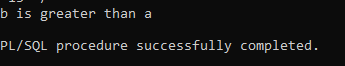 b is greater than a
PL/SQL procedure successfully completed.